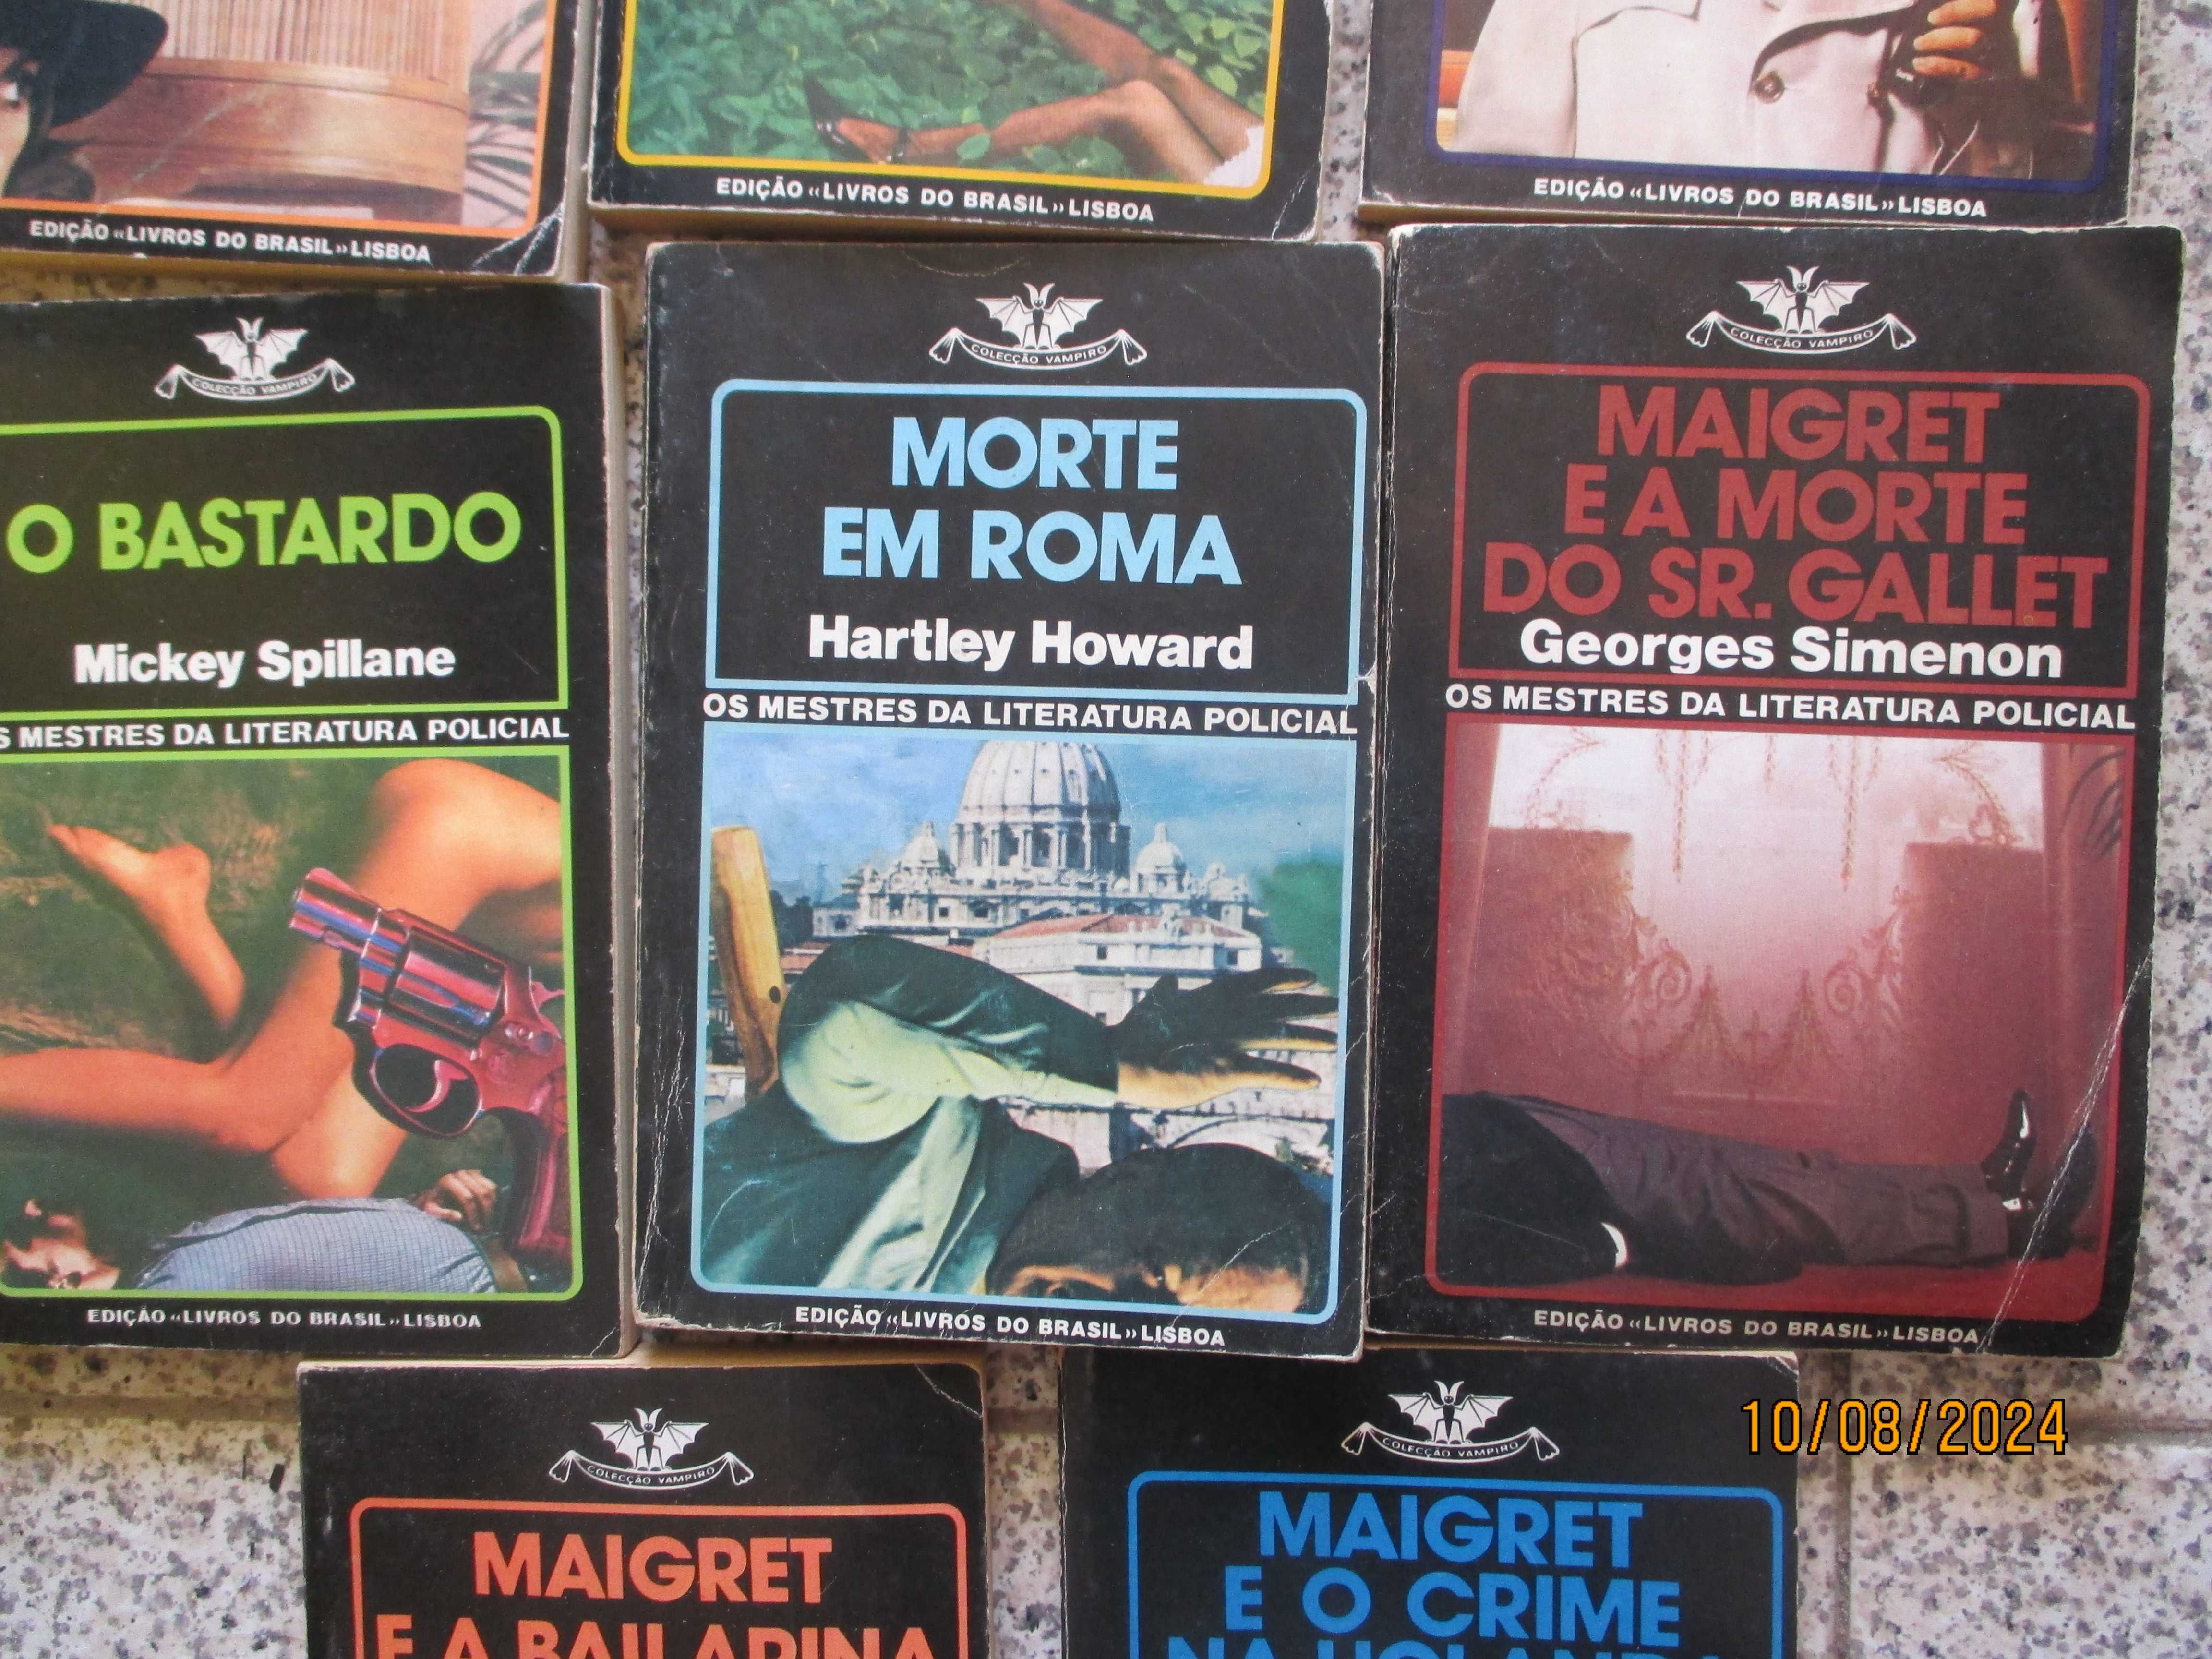 EDIÇÃO «LIVROS DO BRASIL» LISBOA
EDIÇÃO «LIVROS DO BRASIL» LISBOA
EDIÇÃO «LIVROS DO BRASIL» LISBOA
COLECÇÃO VAMPIRO
O BASTARDO
Mickey Spillane
S MESTRES DA LITERATURA POLICIAL
EDIÇÃO «LIVROS DO BRASIL» LISBOA
COLECÇÃO VAMPIRO
MORTE
EM ROMA
Hartley Howard
OS MESTRES DA LITERATURA POLICIAL
EDIÇÃO «LIVROS DO BRASIL» LISBOA
COLECÇÃO VAMPIRO
MAIGRET
E A MORTE
DO SR. GALLET
Georges Simenon
OS MESTRES DA LITERATURA POLICIAL
EDIÇÃO «LIVROS DO BRASIL» LISBOA
COLECÇÃO VAMPIRO
MAIGRET
E A BAILARINA
COLECÇÃO VAMPIRO
MAIGRET
E O CRIME
NA HOLANDA
10/08/2024